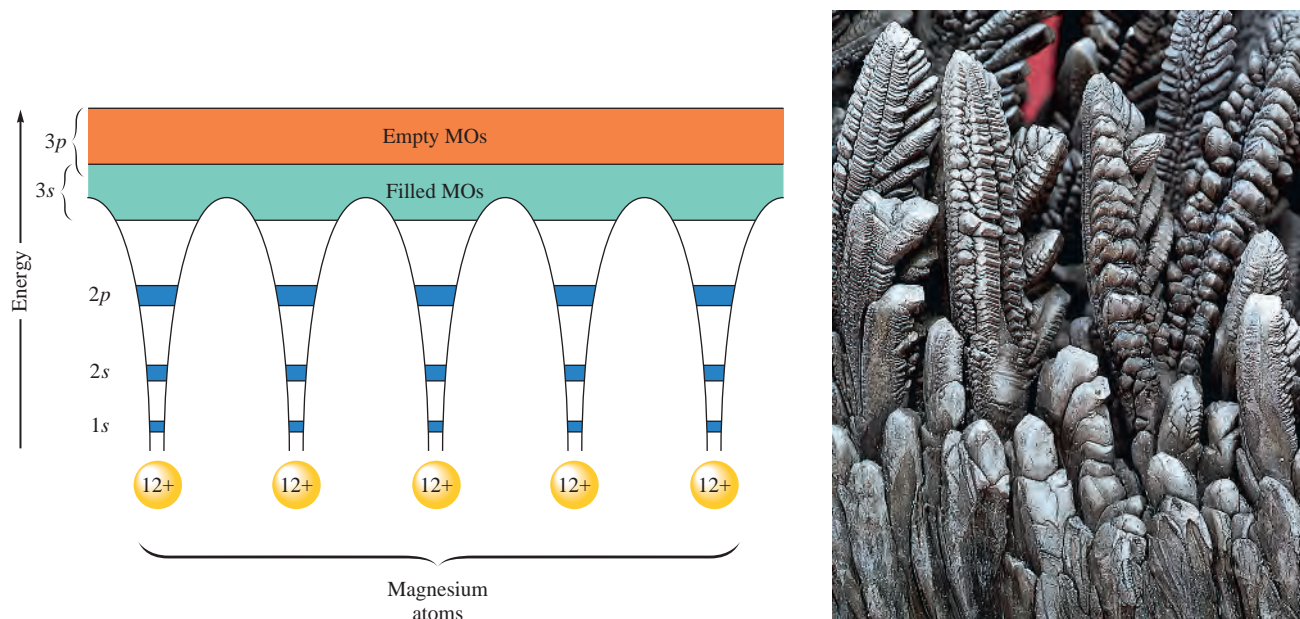 Energy
3p
3s
Empty MOs
Filled MOs
2p
2s
1s
12+ 12+ 12+ 12+ 12+
Magnesium
atoms